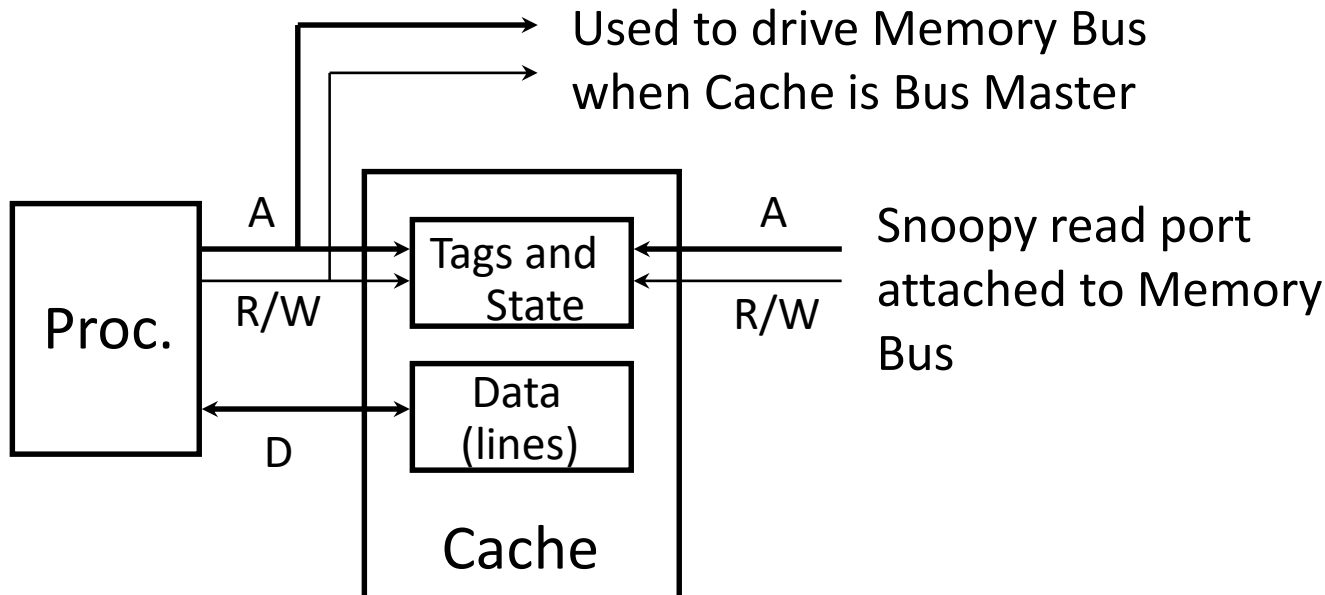 Used to drive Memory Bus
when Cache is Bus Master
A
R/W
Proc.
D
Tags and
State
Data
(lines)
Cache
A
R/W
Snoopy read port
attached to Memory
Bus